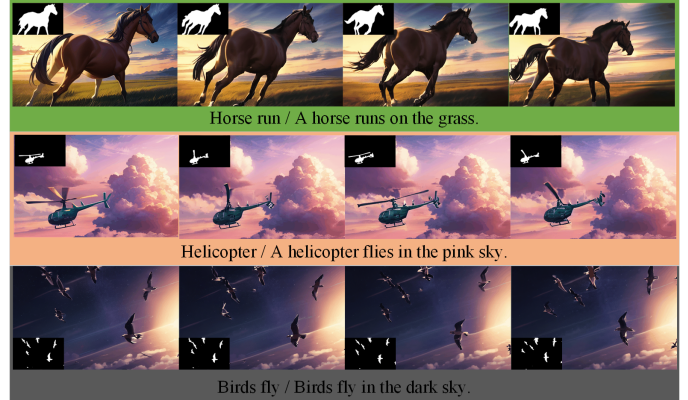 Horse run / A horse runs on the grass.
Helicopter / A helicopter flies in the pink sky.
Birds fly / Birds fly in the dark sky.